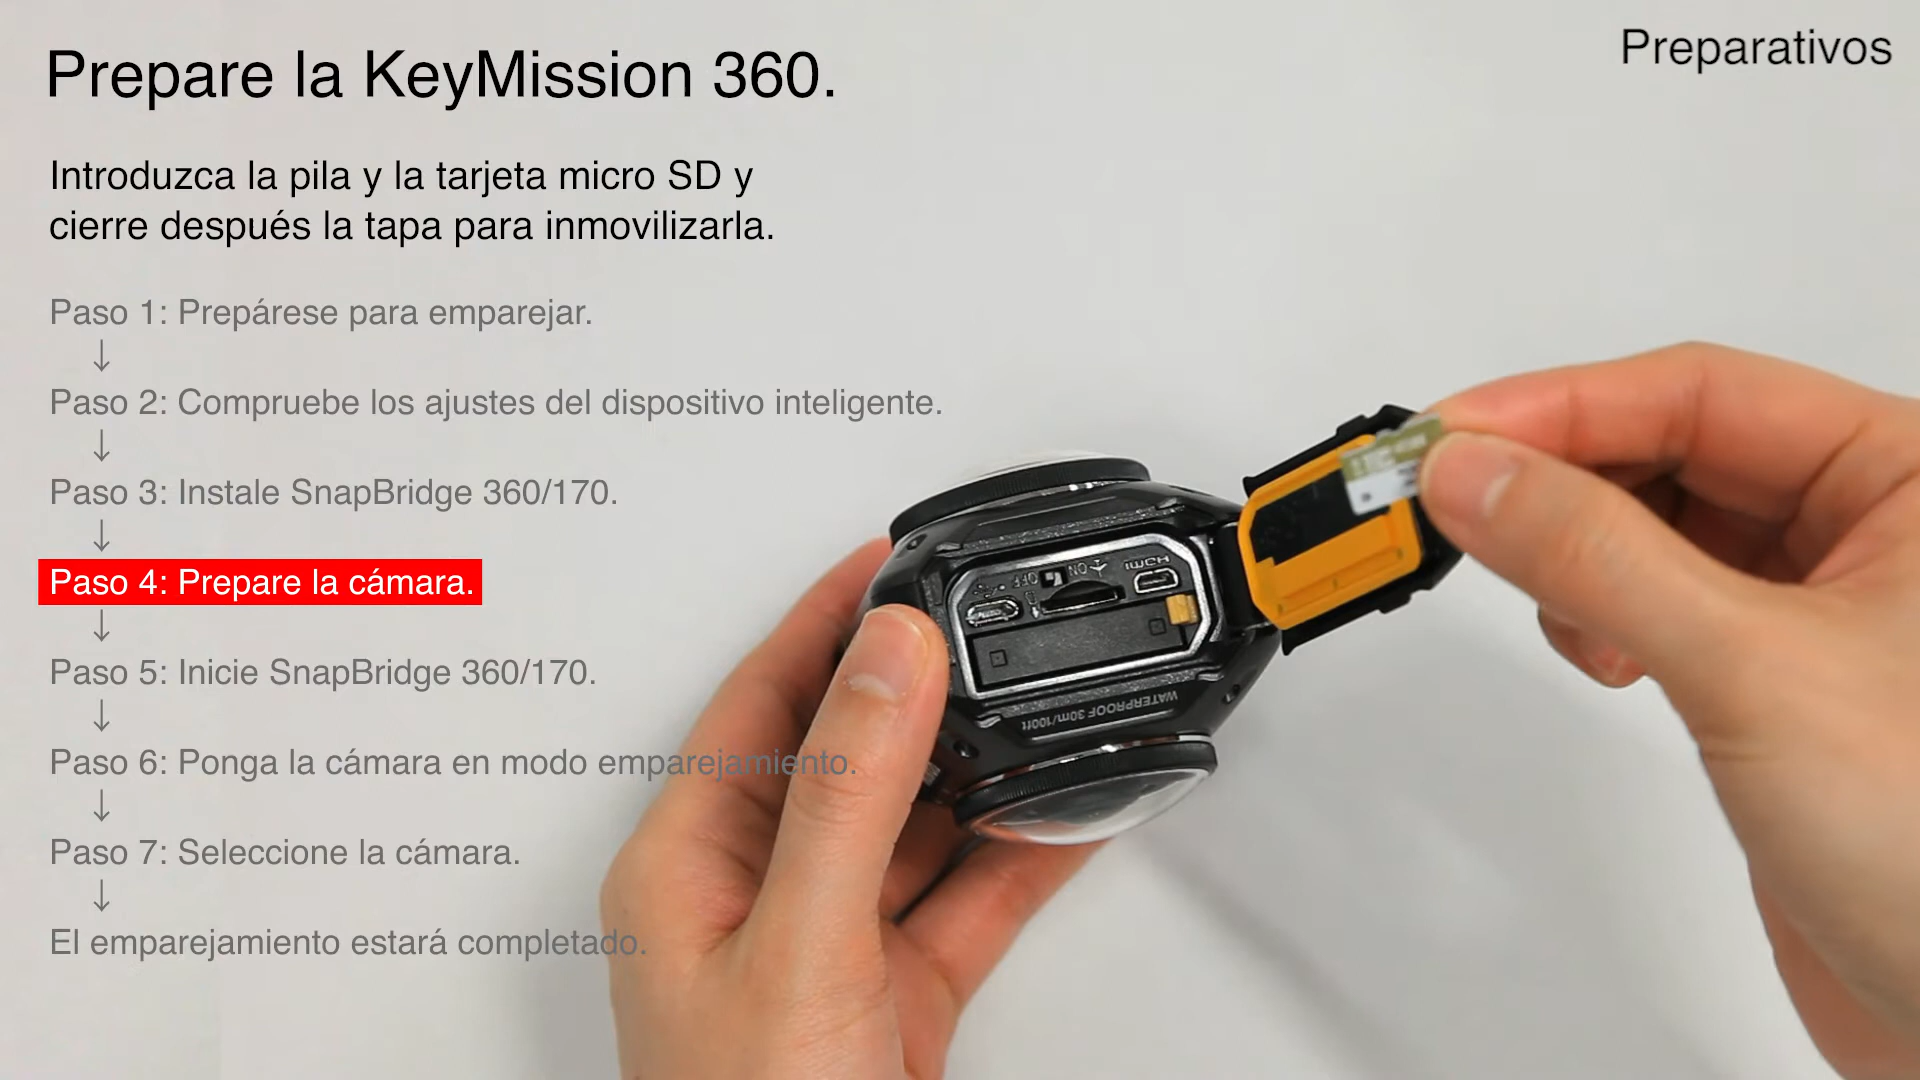 Prepare la KeyMission 360.
Preparativos
Introduzca la pila y la tarjeta micro SD y
cierre después la tapa para inmovilizarla.
Paso 1: Prepárese para emparejar.
↓
Paso 2: Compruebe los ajustes del dispositivo inteligente.
↓
Paso 3: Instale SnapBridge 360/170.
↓
Paso 4: Prepare la cámara.
↓
Paso 5: Inicie SnapBridge 360/170.
↓
Paso 6: Ponga la cámara en modo emparejamiento.
↓
Paso 7: Seleccione la cámara.
↓
El emparejamiento estará completado.
OFF ON
WATERPROOF 30m/100ft